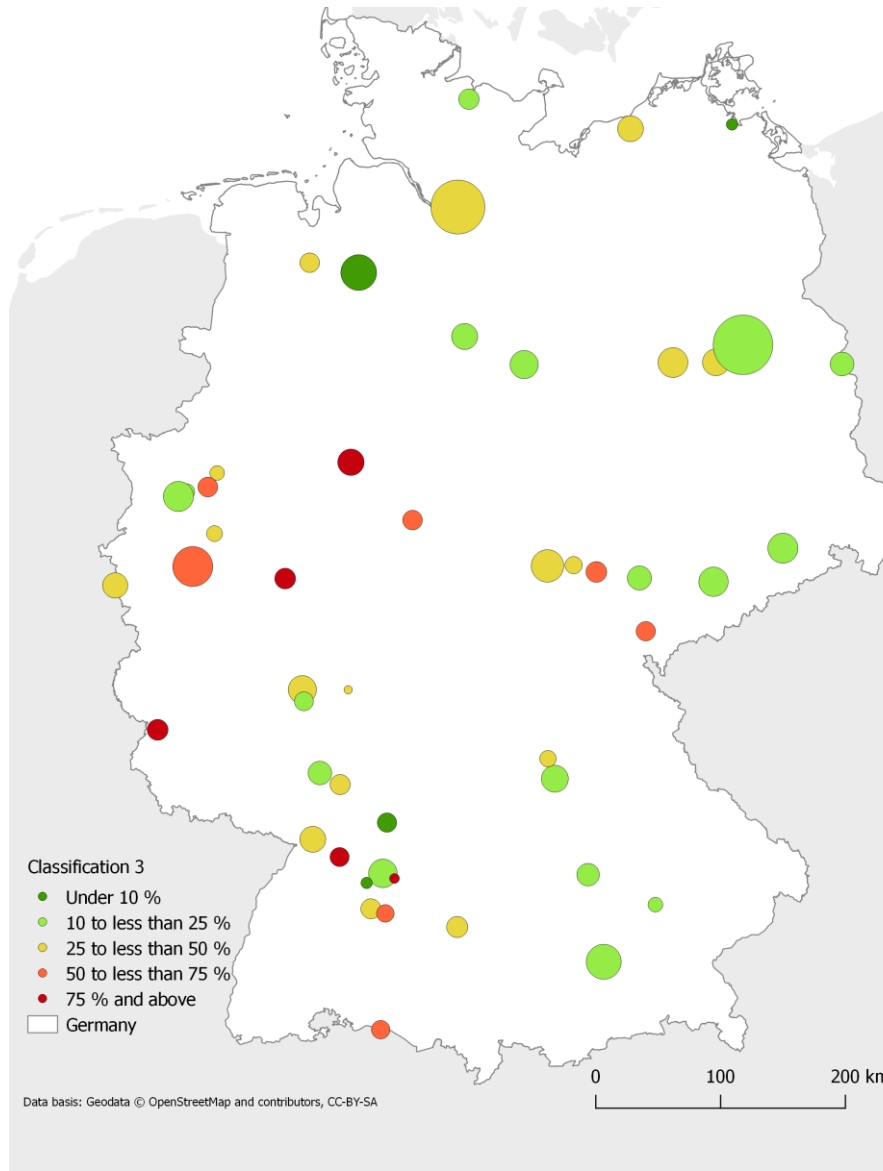 Classification 3
Under 10 %
10 to less than 25 %
25 to less than 50 %
50 to less than 75 %
75 % and above
Germany
0 100 200 km
Data basis: Geodata © OpenStreetMap and contributors, CC-BY-SA